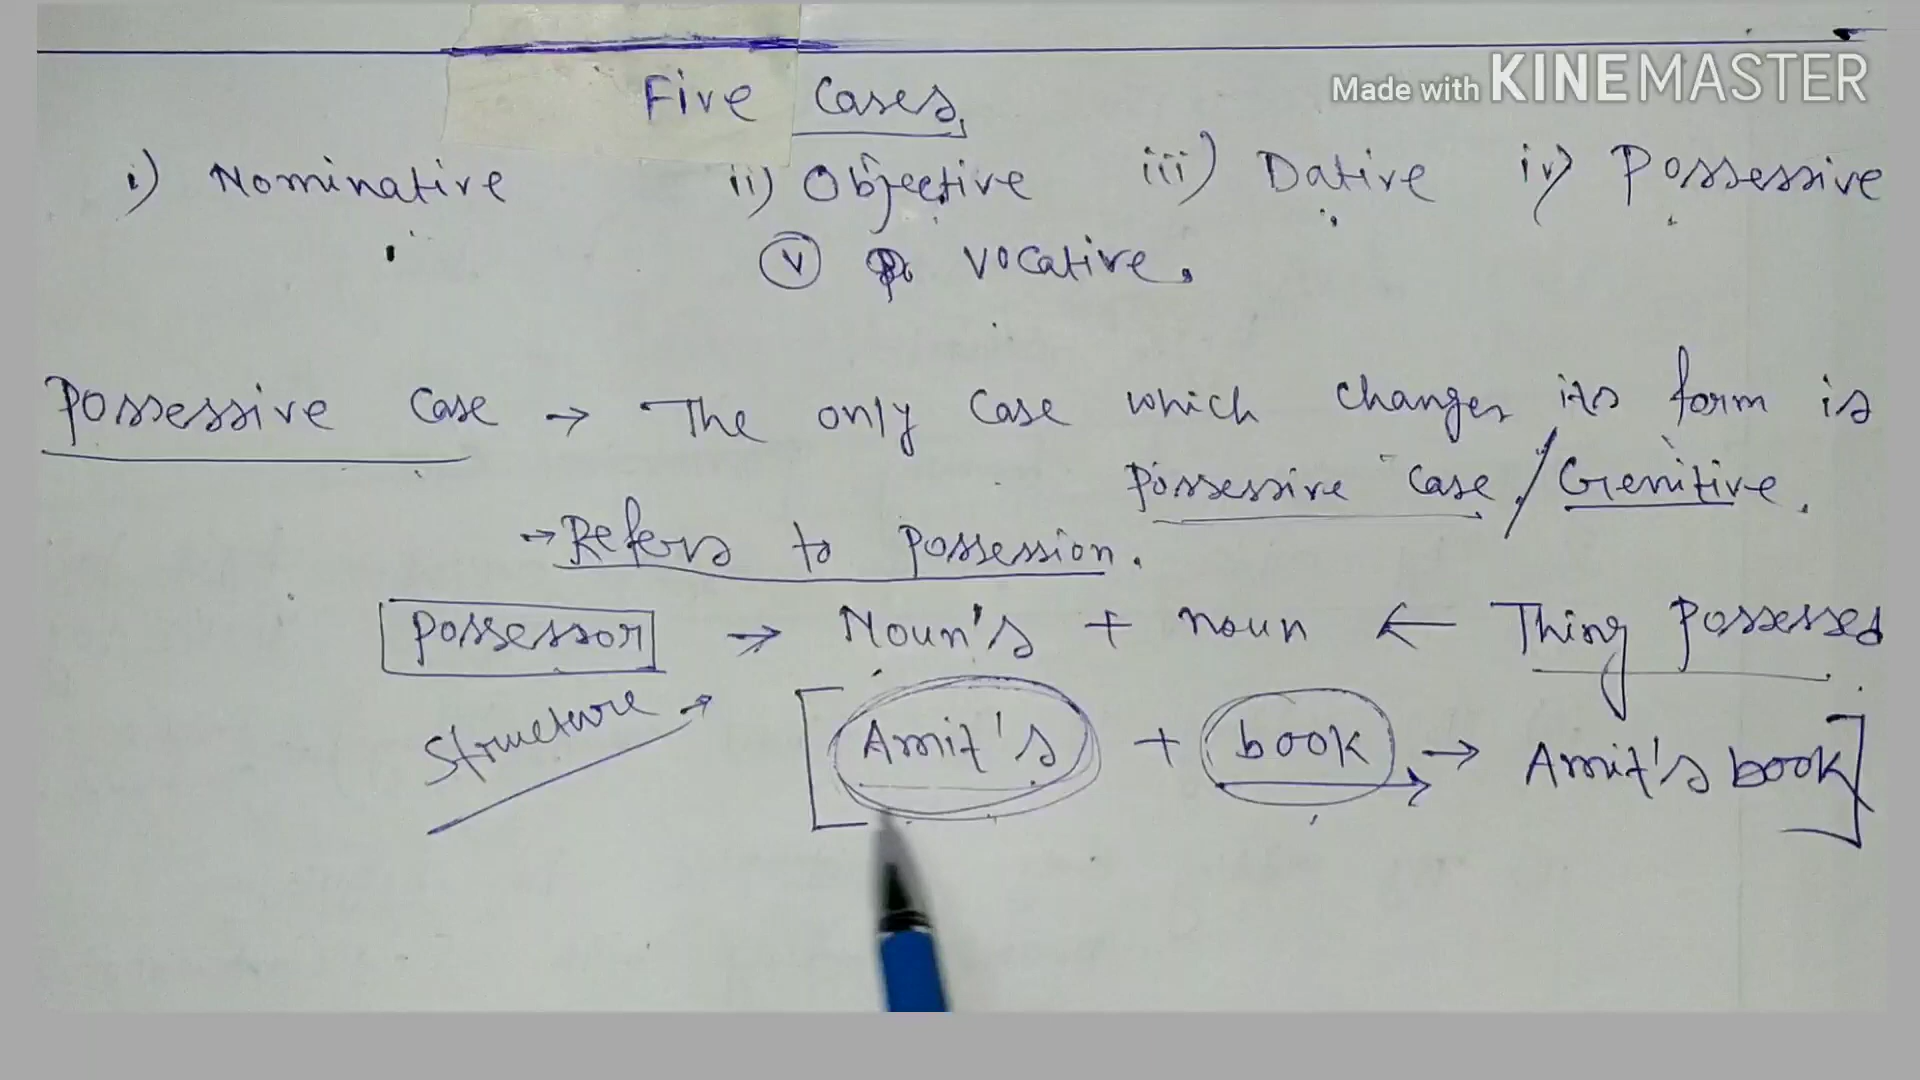 Made with KINEMASTER
Five Cases,
i) Nominative ii) Objective iii) Dative iv) Possessive
v vocative.
Possessive Case → The only Case which changes its form is
Possessive Case / Genitive.
→ Refers to Possession.
Possessor → Noun's + noun ← Thing Possessed
Structure → [Amit's + book → Amit's book]